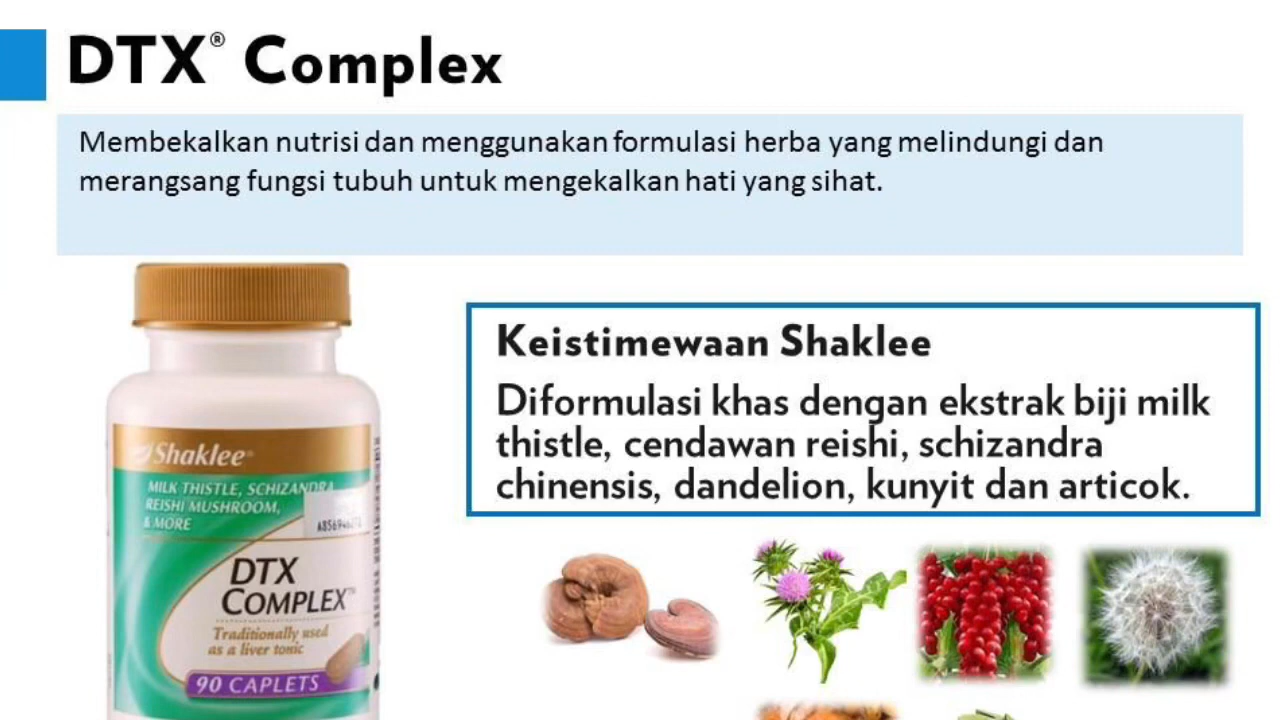 DTX® Complex
Membekalkan nutrisi dan menggunakan formulasi herba yang melindungi dan
merangsang fungsi tubuh untuk mengekalkan hati yang sihat.
Keistimewaan Shaklee
Diformulasi khas dengan ekstrak biji milk
thistle, cendawan reishi, schizandra
chinensis, dandelion, kunyit dan articok.
Shaklee®
MILK THISTLE, SCHIZANDRA
REISHI MUSHROOM,
& MORE
DTX
COMPLEX™
Traditionally used
as a liver tonic
90 CAPLETS